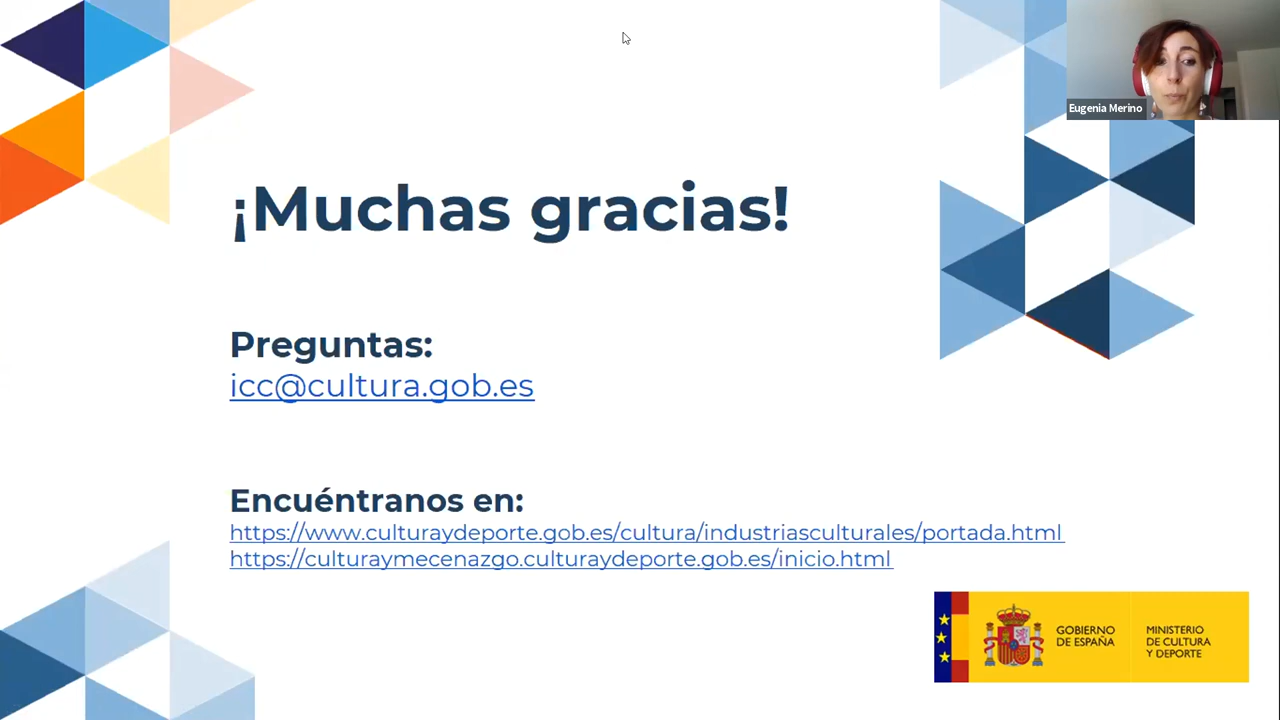 Eugenia Merino
¡Muchas gracias!
Preguntas:
icc@cultura.gob.es
Encuéntranos en:
https://www.culturaydeporte.gob.es/cultura/industriasculturales/portada.html
https://culturaymecenazgo.culturaydeporte.gob.es/inicio.html
GOBIERNO
DE ESPAÑA
MINISTERIO
DE CULTURA
Y DEPORTE